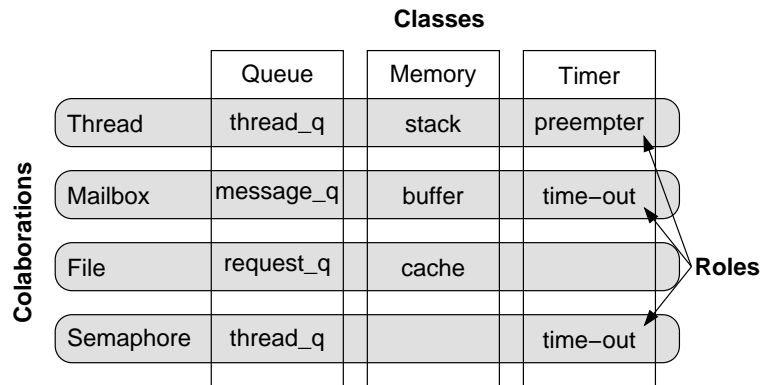 Classes
Queue Memory Timer
Thread thread_q stack preempter
Mailbox message_q buffer time−out
File request_q cache
Semaphore thread_q time−out
Colaborations
Roles